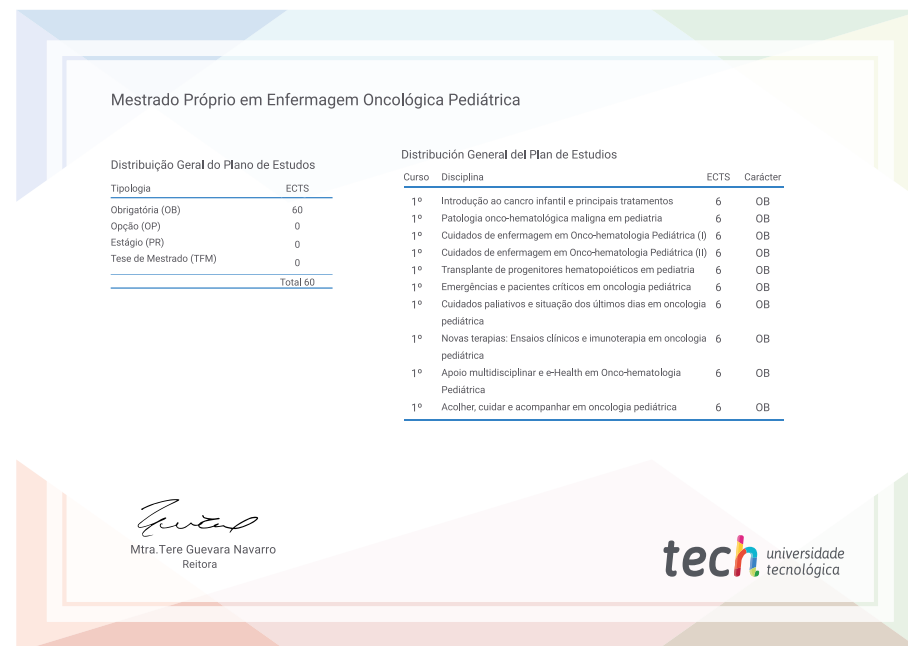 Mestrado Próprio em Enfermagem Oncológica Pediátrica
Distribuição Geral do Plano de Estudos
Tipologia ECTS
Obrigatória (OB) 60
Opção (OP) 0
Estágio (PR) 0
Tese de Mestrado (TFM) 0
Total 60
Distribución General del Plan de Estudios
Curso Disciplina ECTS Carácter
1º Introdução ao cancro infantil e principais tratamentos 6 OB
1º Patologia onco-hematológica maligna em pediatria 6 OB
1º Cuidados de enfermagem em Onco-hematologia Pediátrica (I) 6 OB
1º Cuidados de enfermagem em Onco-hematologia Pediátrica (II) 6 OB
1º Transplante de progenitores hematopoiéticos em pediatria 6 OB
1º Emergências e pacientes críticos em oncologia pediátrica 6 OB
1º Cuidados paliativos e situação dos últimos dias em oncologia 6 OB
pediátrica
1º Novas terapias: Ensaios clínicos e imunoterapia em oncologia 6 OB
pediátrica
1º Apoio multidisciplinar e e-Health em Onco-hematologia 6 OB
Pediátrica
1º Acolher, cuidar e acompanhar em oncologia pediátrica 6 OB
Mtra.Tere Guevara Navarro
Reitora
tech universidade
tecnológica